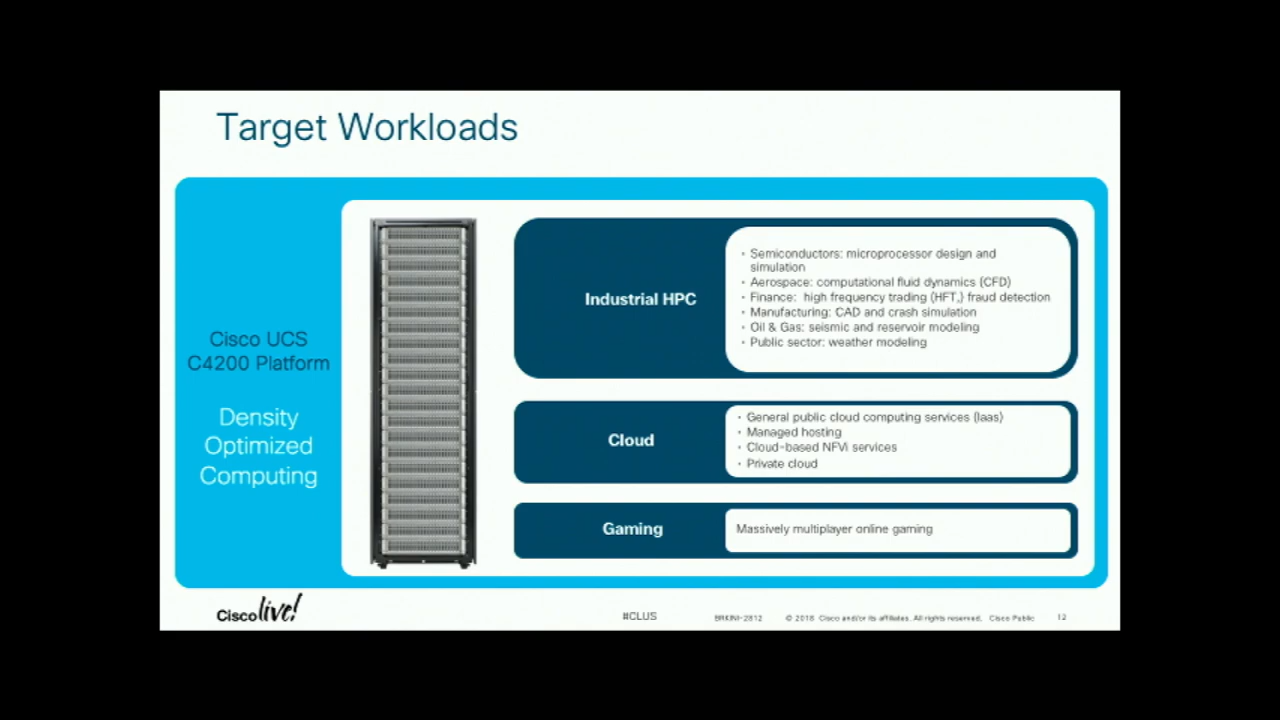 Target Workloads
Cisco UCS
C4200 Platform
Density
Optimized
Computing
Industrial HPC
• Semiconductors: microprocessor design and
simulation
• Aerospace: computational fluid dynamics (CFD)
• Finance: high frequency trading (HFT,) fraud detection
• Manufacturing: CAD and crash simulation
• Oil & Gas: seismic and reservoir modeling
• Public sector: weather modeling
Cloud
• General public cloud computing services (Iaas)
• Managed hosting
• Cloud-based NFVi services
• Private cloud
Gaming
Massively multiplayer online gaming
Cisco live!
#CLUS
BRKINI-2812
© 2018 Cisco and/or its affiliates. All rights reserved. Cisco Public
12